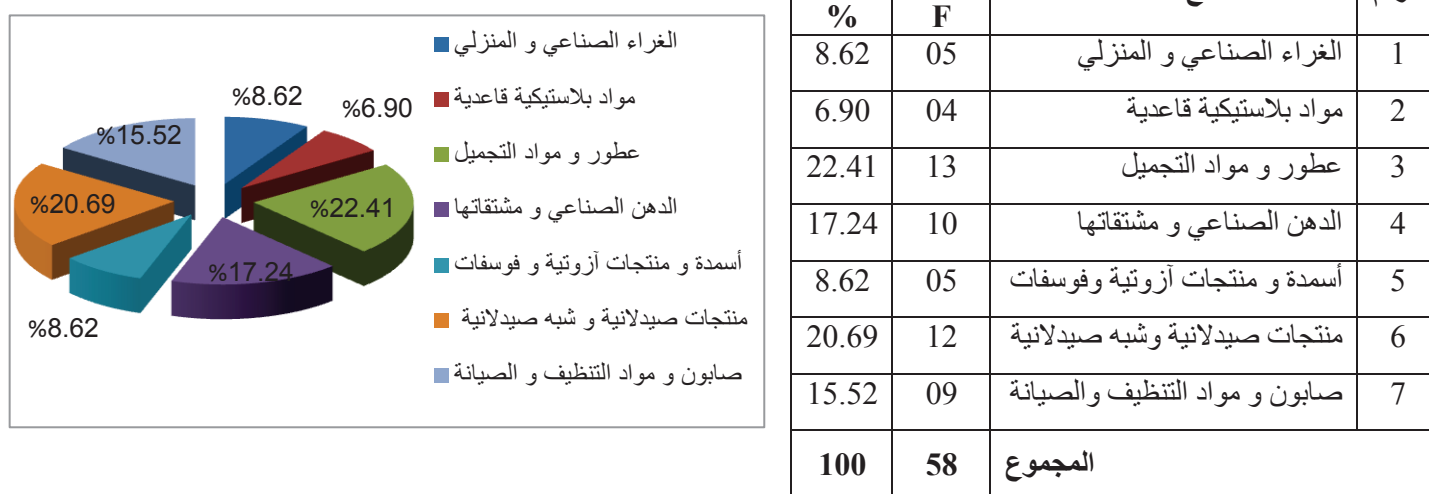 % F
1 الغراء الصناعي و المنزلي 05 8.62
2 مواد بلاستيكية قاعدية 04 6.90
3 عطور و مواد التجميل 13 22.41
4 الدهن الصناعي و مشتقاتها 10 17.24
5 أسمدة و منتجات آزوتية وفوسفات 05 8.62
6 منتجات صيدلانية وشبه صيدلانية 12 20.69
7 صابون و مواد التنظيف والصيانة 09 15.52
المجموع 58 100
الغراء الصناعي و المنزلي
مواد بلاستيكية قاعدية
عطور و مواد التجميل
الدهن الصناعي و مشتقاتها
أسمدة و منتجات آزوتية و فوسفات
منتجات صيدلانية و شبه صيدلانية
صابون و مواد التنظيف و الصيانة
%8.62
%6.90
%15.52
%20.69
%22.41
%17.24
%8.62